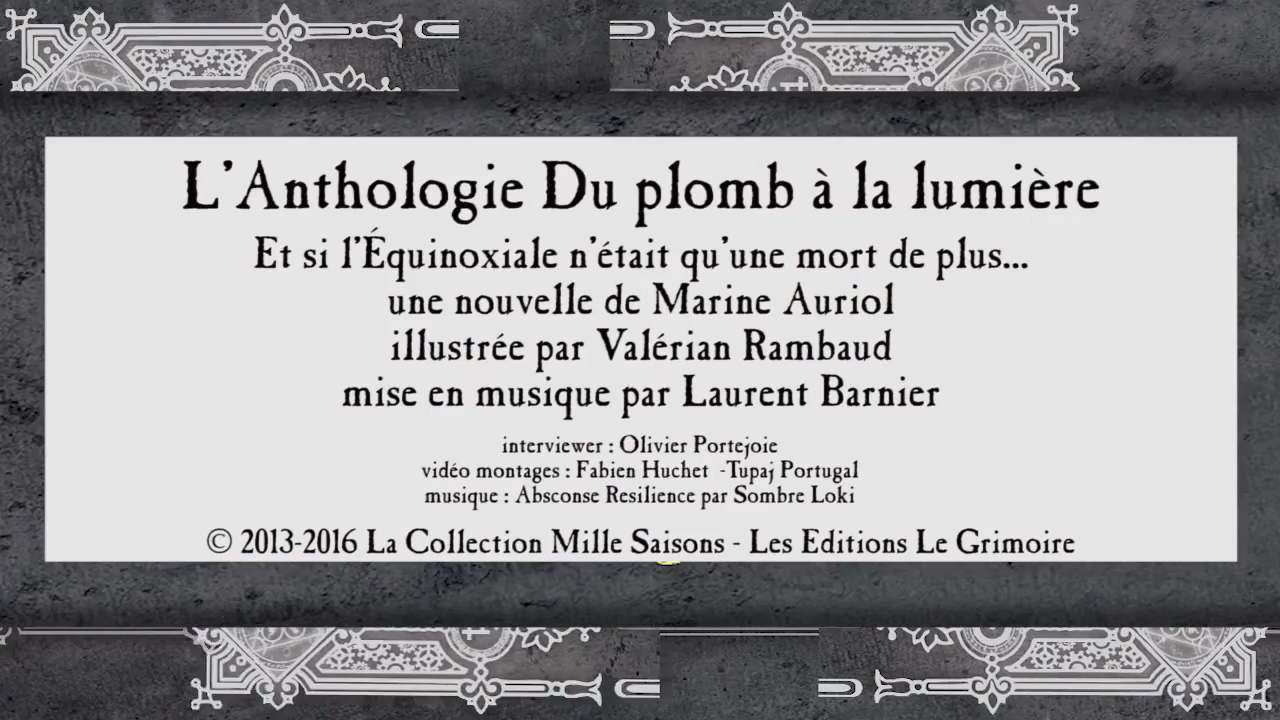 L'Anthologie Du plomb à la lumière
Et si l'Équinoxiale n'était qu'une mort de plus...
une nouvelle de Marine Auriol
illustrée par Valérian Rambaud
mise en musique par Laurent Barnier
interviewer : Olivier Portejoie
vidéo montages : Fabien Huchet -Tupaj Portugal
musique : Absconse Resilience par Sombre Loki
© 2013-2016 La Collection Mille Saisons - Les Editions Le Grimoire